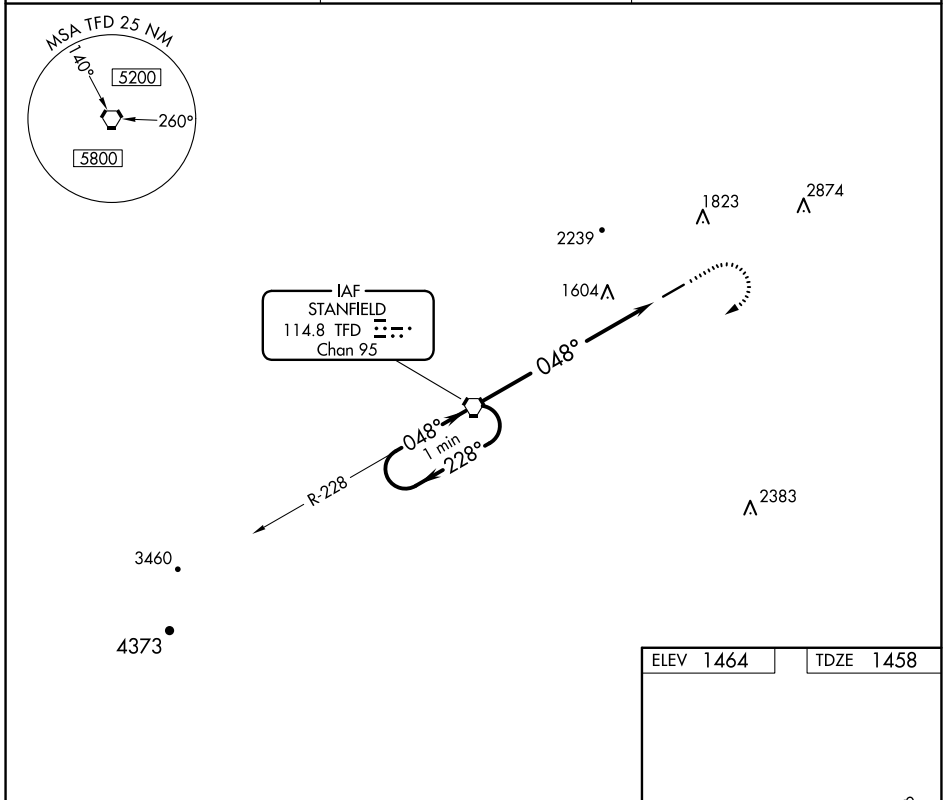 MSA TFD 25 NM
140°
5200
260°
5800
1823
2874
2239
1604
IAF
STANFIELD
114.8 TFD
Chan 95
048°
048°
1 min
228°
R-228
2383
3460
4373
ELEV 1464
TDZE 1458